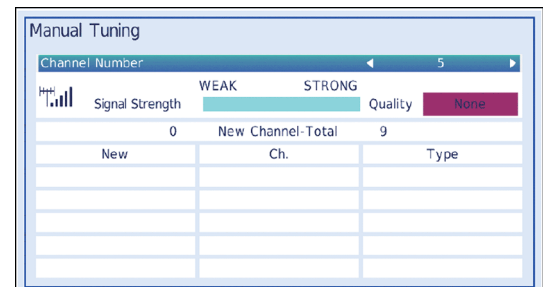 Manual Tuning
Channel Number 5
WEAK STRONG
Signal Strength Quality None
0 New Channel-Total 9
New Ch. Type